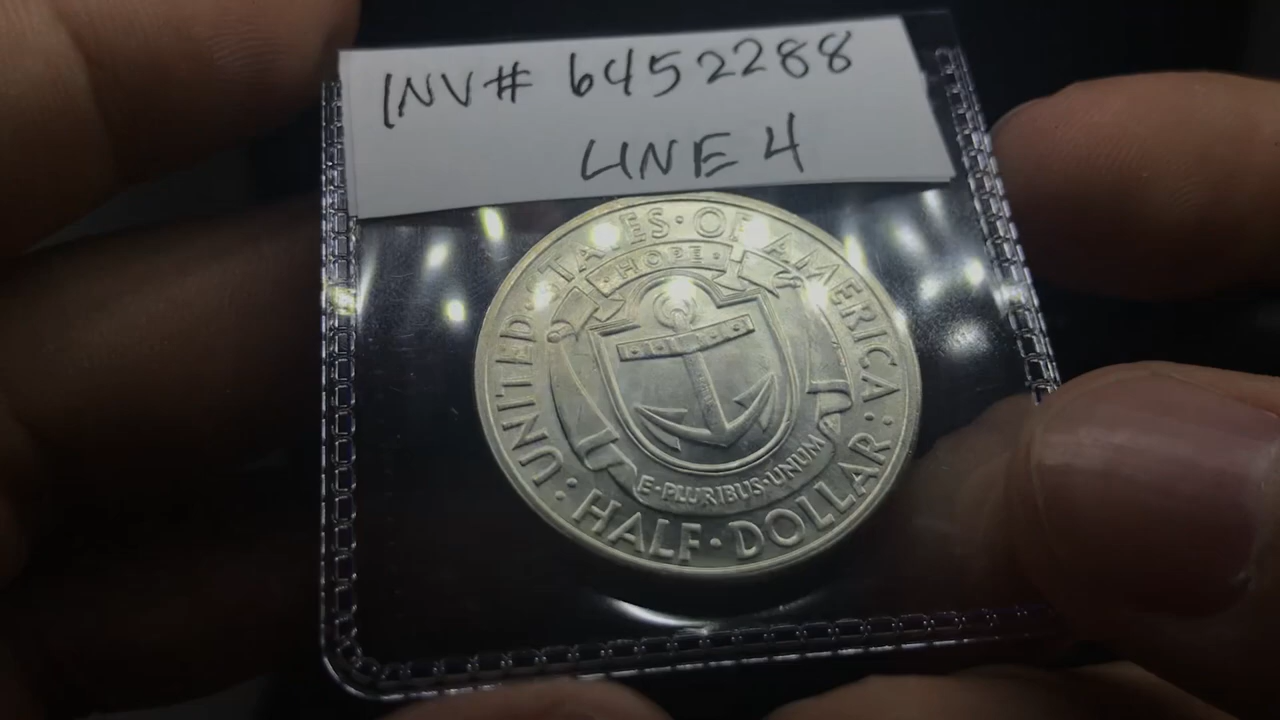 INV# 6452288
LINE 4
UNITED·STATES·OF·AMERICA
·HOPE·
E·PLURIBUS·UNUM
HALF·DOLLAR